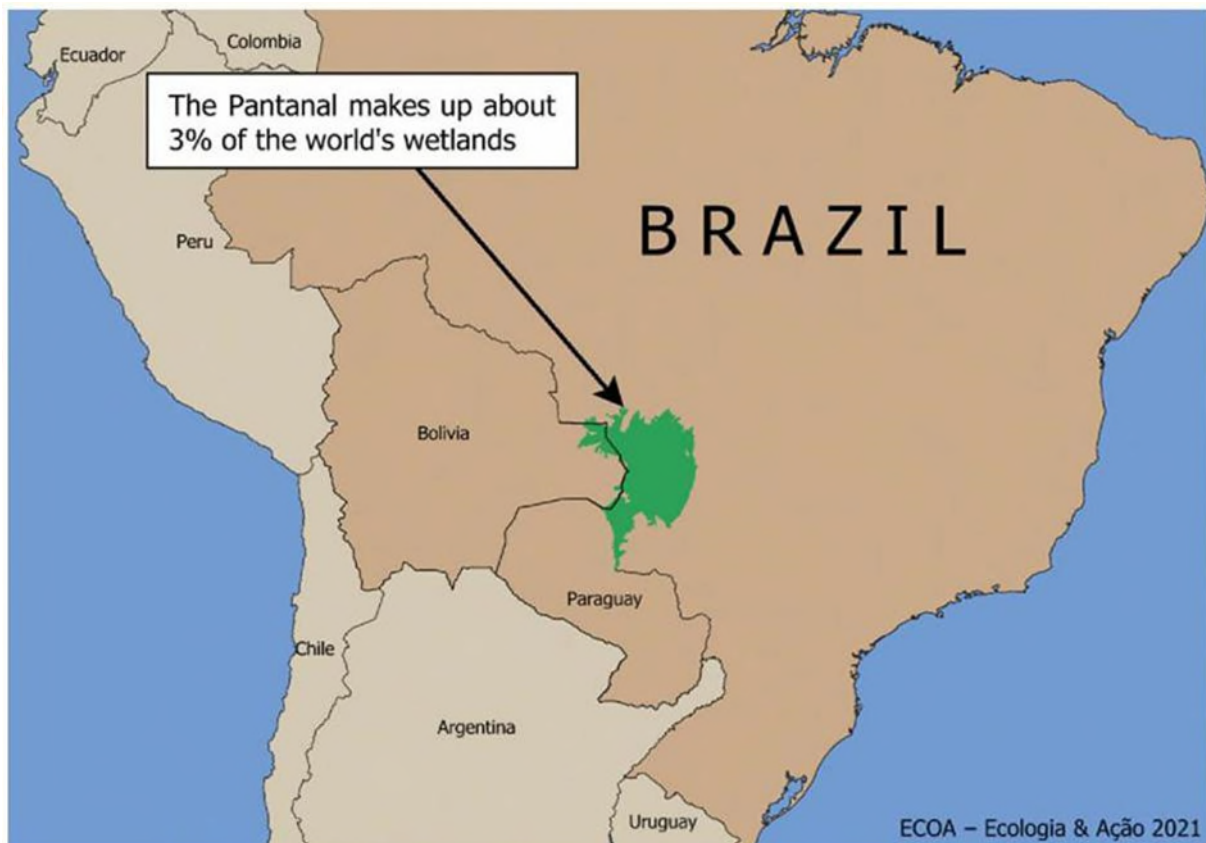 Ecuador
Colombia
The Pantanal makes up about
3% of the world's wetlands
BRAZIL
Peru
Bolivia
Paraguay
Chile
Argentina
Uruguay
ECOA – Ecologia & Ação 2021